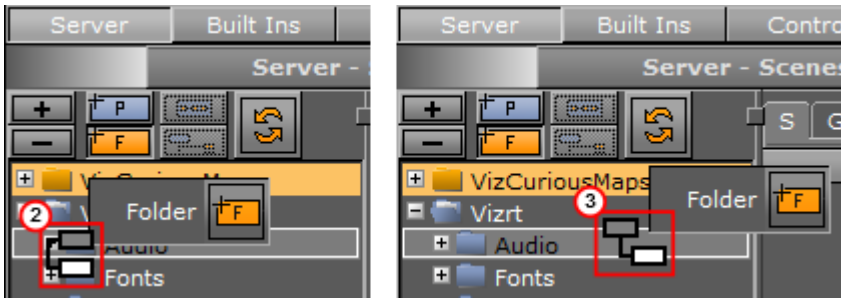 Server Built Ins
Server -
+ P
- F
V
2 V Folder F
Audio
Fonts
Server Built Ins Contro
Server - Scenes
+ P
- F S G
VizCuriousMaps
3 Folder F
Vizrt
Audio
Fonts